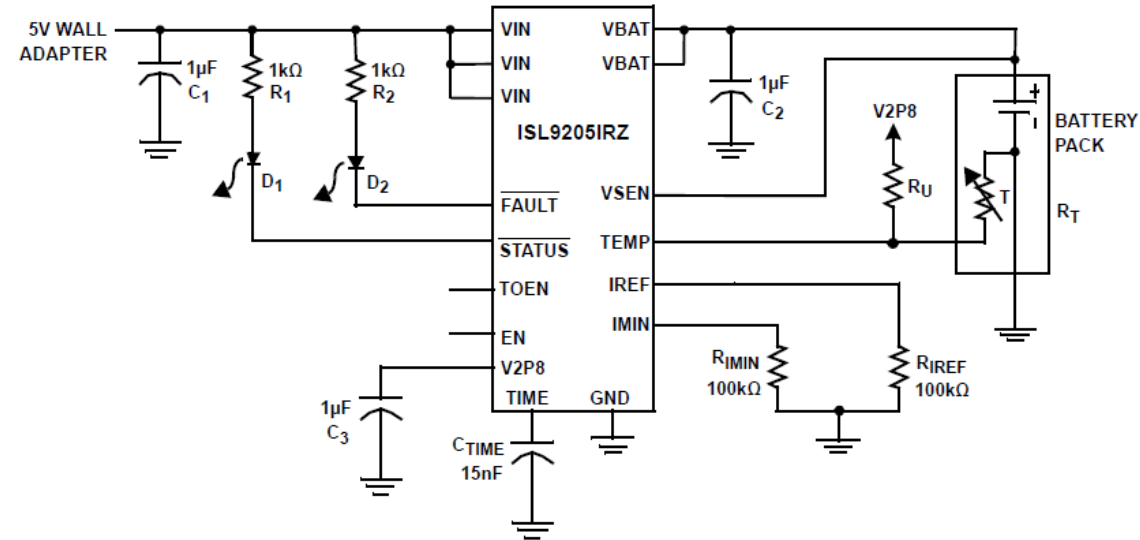 5V WALL
ADAPTER
1µF
C1
1kΩ
R1
1kΩ
R2
D1
D2
VIN
VIN
VIN
VBAT
VBAT
ISL9205IRZ
FAULT
STATUS
TOEN
EN
V2P8
TIME
GND
VSEN
TEMP
IREF
IMIN
1µF
C2
V2P8
RU
+
-
BATTERY
PACK
T
RT
RIMIN
100kΩ
RIREF
100kΩ
1µF
C3
CTIME
15nF